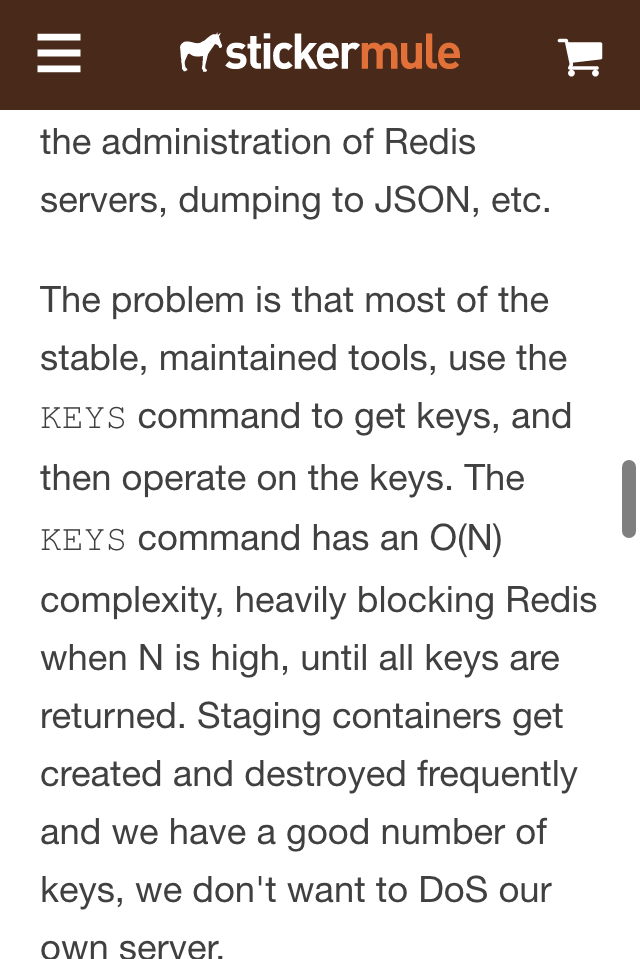 stickermule
the administration of Redis
servers, dumping to JSON, etc.
The problem is that most of the
stable, maintained tools, use the
KEYS command to get keys, and
then operate on the keys. The
KEYS command has an O(N)
complexity, heavily blocking Redis
when N is high, until all keys are
returned. Staging containers get
created and destroyed frequently
and we have a good number of
keys, we don't want to DoS our
own server.